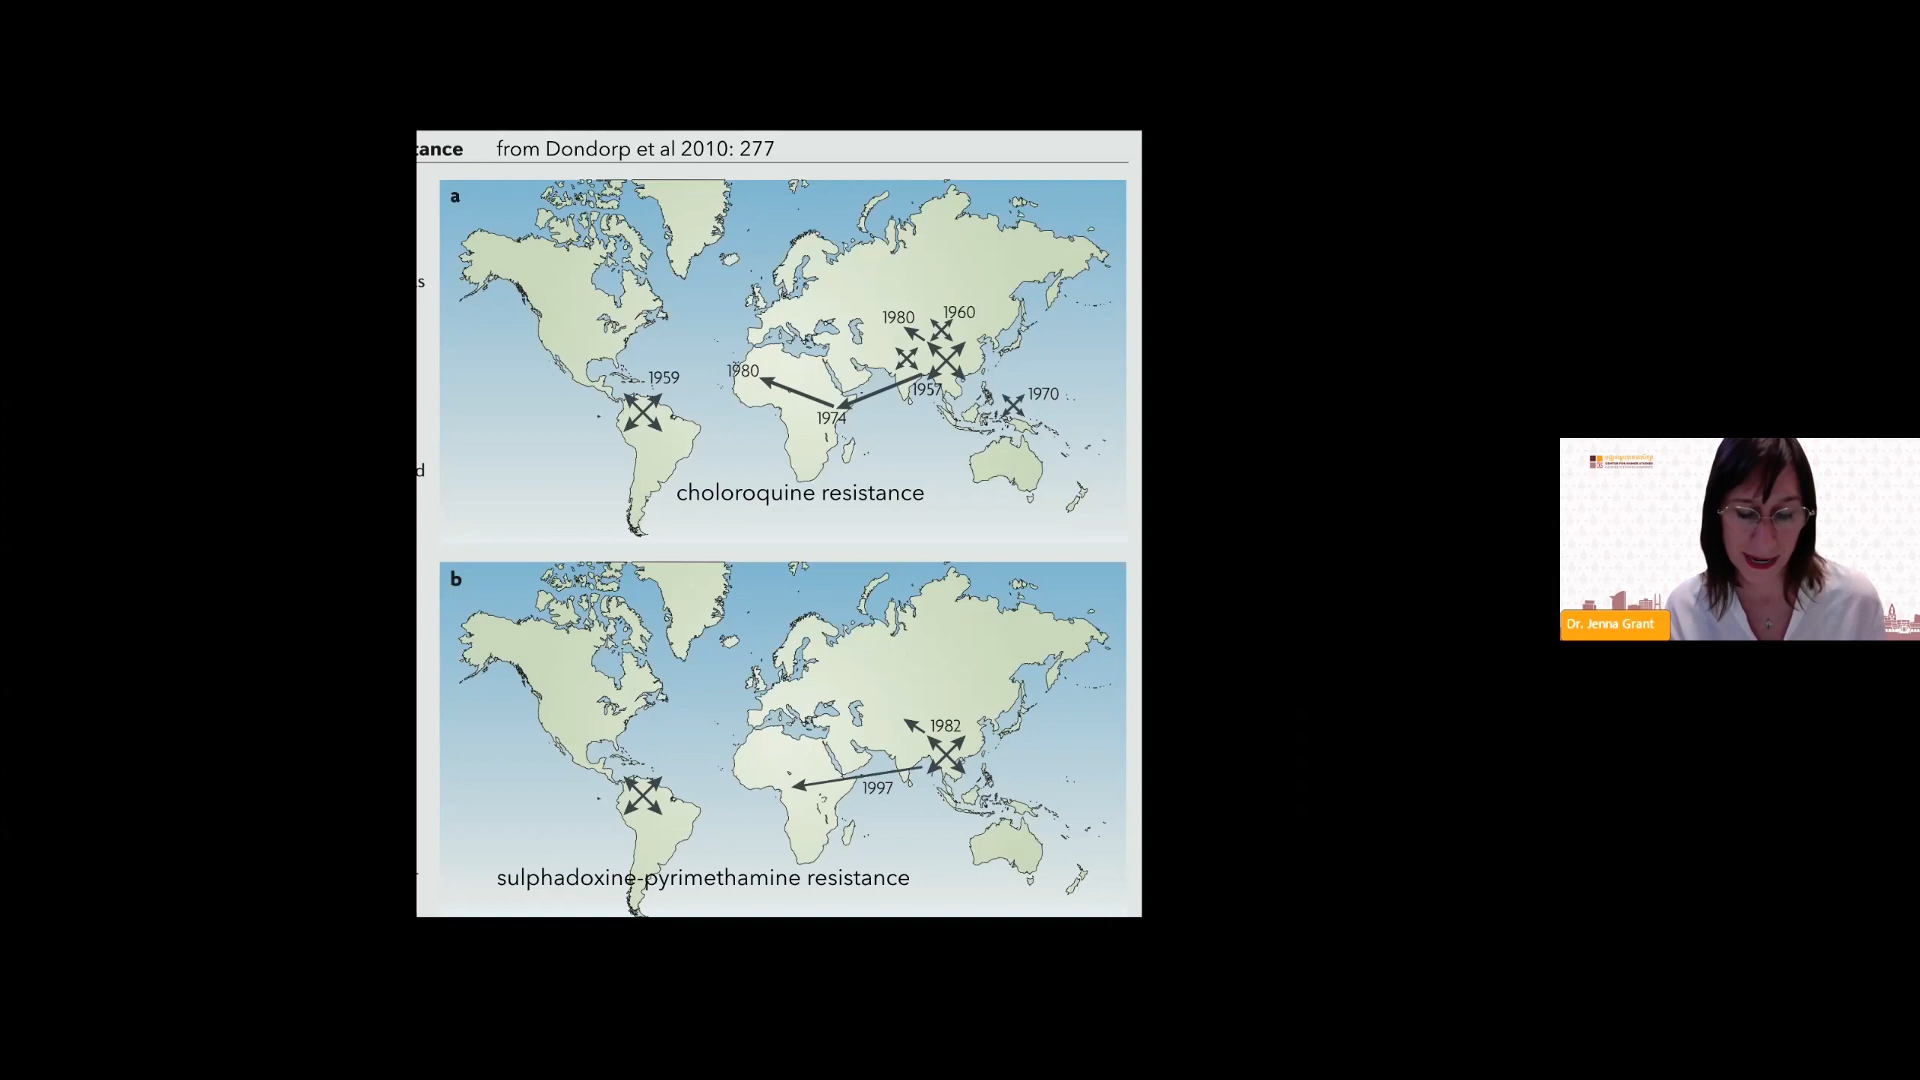 tance from Dondorp et al 2010: 277
a
s
1980 1960
1959
1980
1957
1970
1974
d
choloroquine resistance
Dr. Jenna Grant
b
1982
1997
sulphadoxine-pyrimethamine resistance